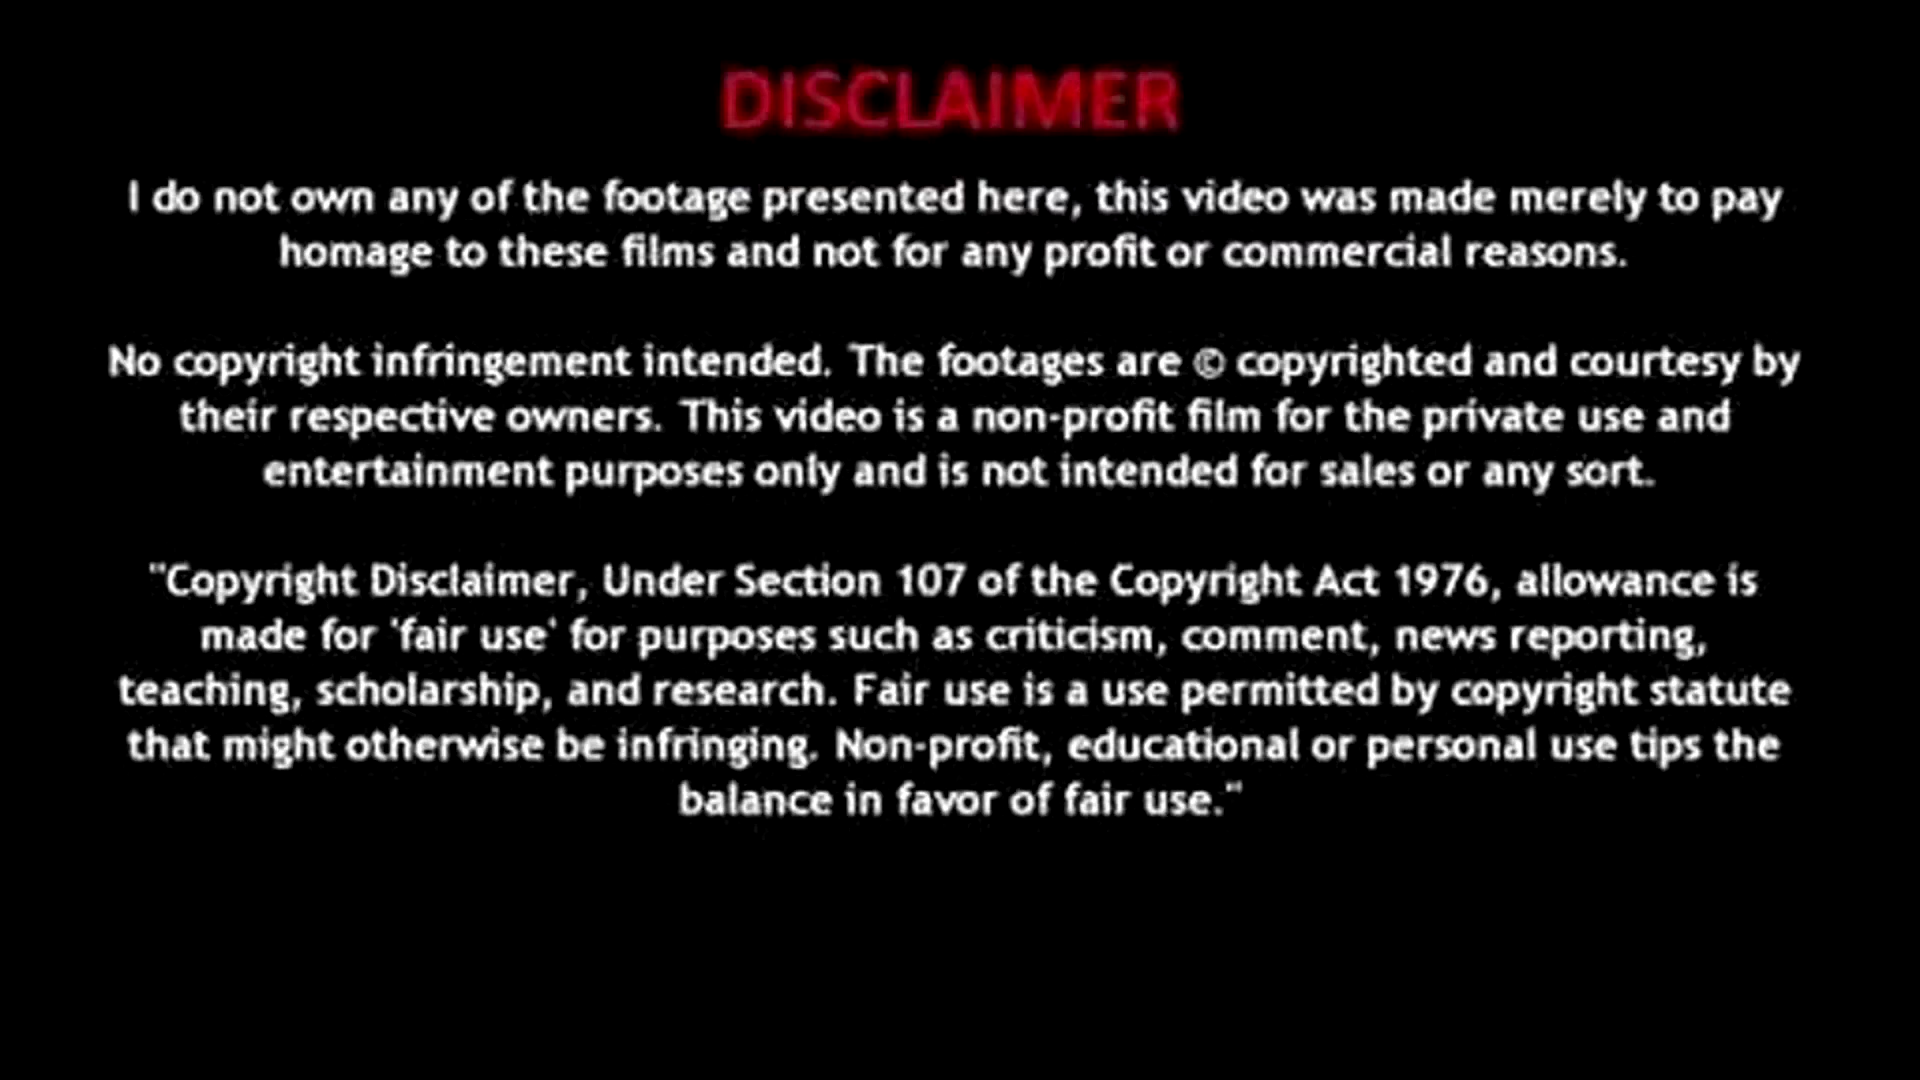 DISCLAIMER
I do not own any of the footage presented here, this video was made merely to pay
homage to these films and not for any profit or commercial reasons.
No copyright infringement intended. The footages are © copyrighted and courtesy by
their respective owners. This video is a non-profit film for the private use and
entertainment purposes only and is not intended for sales or any sort.
"Copyright Disclaimer, Under Section 107 of the Copyright Act 1976, allowance is
made for 'fair use' for purposes such as criticism, comment, news reporting,
teaching, scholarship, and research. Fair use is a use permitted by copyright statute
that might otherwise be infringing. Non-profit, educational or personal use tips the
balance in favor of fair use."